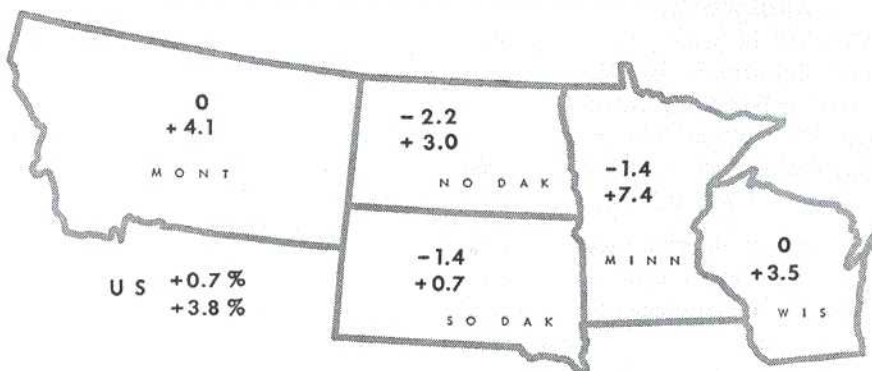 0
+4.1
MONT
-2.2
+3.0
NO DAK
-1.4
+7.4
MINN
0
+3.5
WIS
-1.4
+0.7
SO DAK
US +0.7 %
+3.8 %